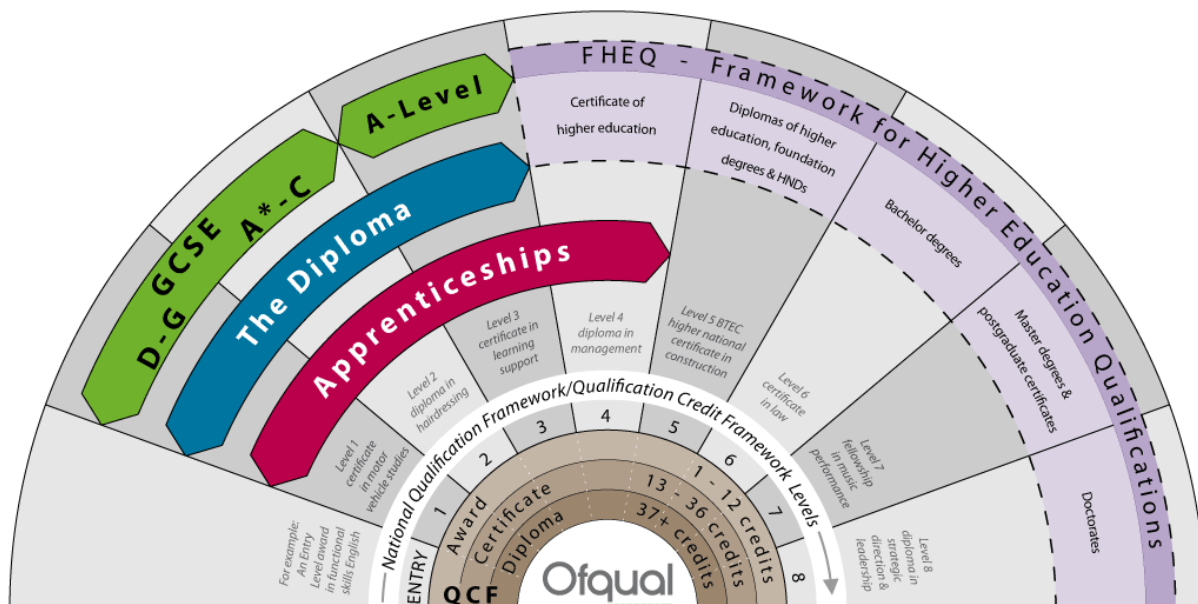 FHEQ - Framework for Higher Education Qualifications
A-Level
GCSE
D-G A*-C
The Diploma
Apprenticeships
Certificate of
higher education
Diplomas of higher
education, foundation
degrees & HNDs
Bachelor degrees
Master degrees &
postgraduate certificates
Doctorates
For example:
An Entry
Level award
in functional
skills English
Level 1
certificate
in motor
vehicle studies
Level 2
diploma in
hairdressing
Level 3
certificate in
learning
support
Level 4
diploma in
management
Level 5 BTEC
higher national
certificate in
construction
Level 6
certificate
in law
Level 7
fellowship
in music
performance
Level 8
diploma in
strategic
direction &
leadership
National Qualification Framework/Qualification Credit Framework Levels
ENTRY
1
2
3
4
5
6
7
8
Award
1 - 12 credits
Certificate
13 - 36 credits
Diploma
37+ credits
QCF
Ofqual